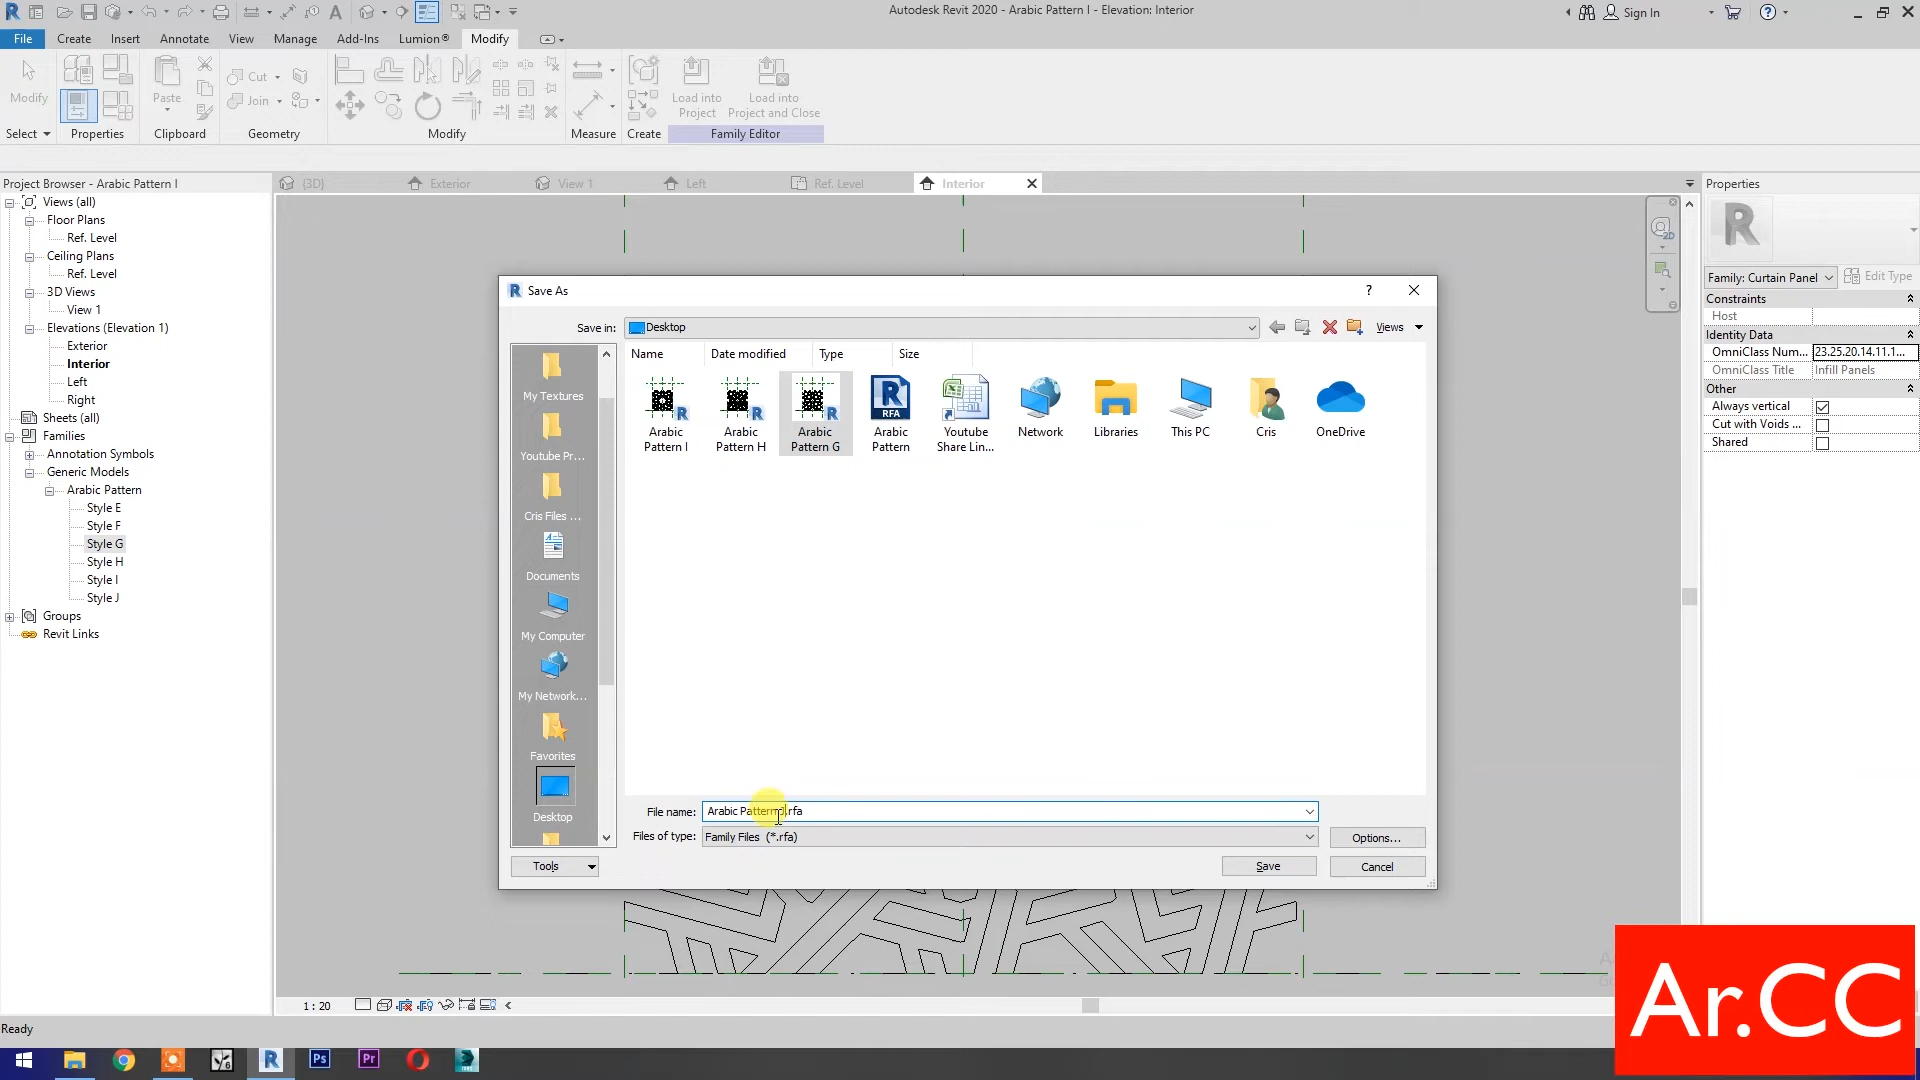 Autodesk Revit 2020 - Arabic Pattern I - Elevation: Interior
Sign In
File Create Insert Annotate View Manage Add-Ins Lumion® Modify
Modify
Paste
Cut
Join
Load into Project
Load into Project and Close
Select Properties Clipboard Geometry Modify Measure Create Family Editor
Project Browser - Arabic Pattern I
{3D} Exterior View 1 Left Ref. Level Interior
Properties
Views (all)
Floor Plans
Ref. Level
Ceiling Plans
Ref. Level
3D Views
View 1
Elevations (Elevation 1)
Exterior
Interior
Left
Right
Sheets (all)
Families
Annotation Symbols
Generic Models
Arabic Pattern
Style E
Style F
Style G
Style H
Style I
Style J
Groups
Revit Links
2D
Save As
?
Save in: Desktop
Views
Name Date modified Type Size
My Textures
Youtube Pr...
Cris Files ...
Documents
My Computer
My Network...
Favorites
Desktop
Arabic Pattern I
Arabic Pattern H
Arabic Pattern G
RFA
Arabic Pattern
Youtube Share Lin...
Network
Libraries
This PC
Cris
OneDrive
File name: Arabic Pattern J.rfa
Files of type: Family Files (*.rfa)
Options...
Tools
Save
Cancel
Family: Curtain Panel
Edit Type
Constraints
Host
Identity Data
OmniClass Num... 23.25.20.14.11.1...
OmniClass Title Infill Panels
Other
Always vertical
Cut with Voids ...
Shared
1 : 20
Ready
Ps
Pr
Ar.CC